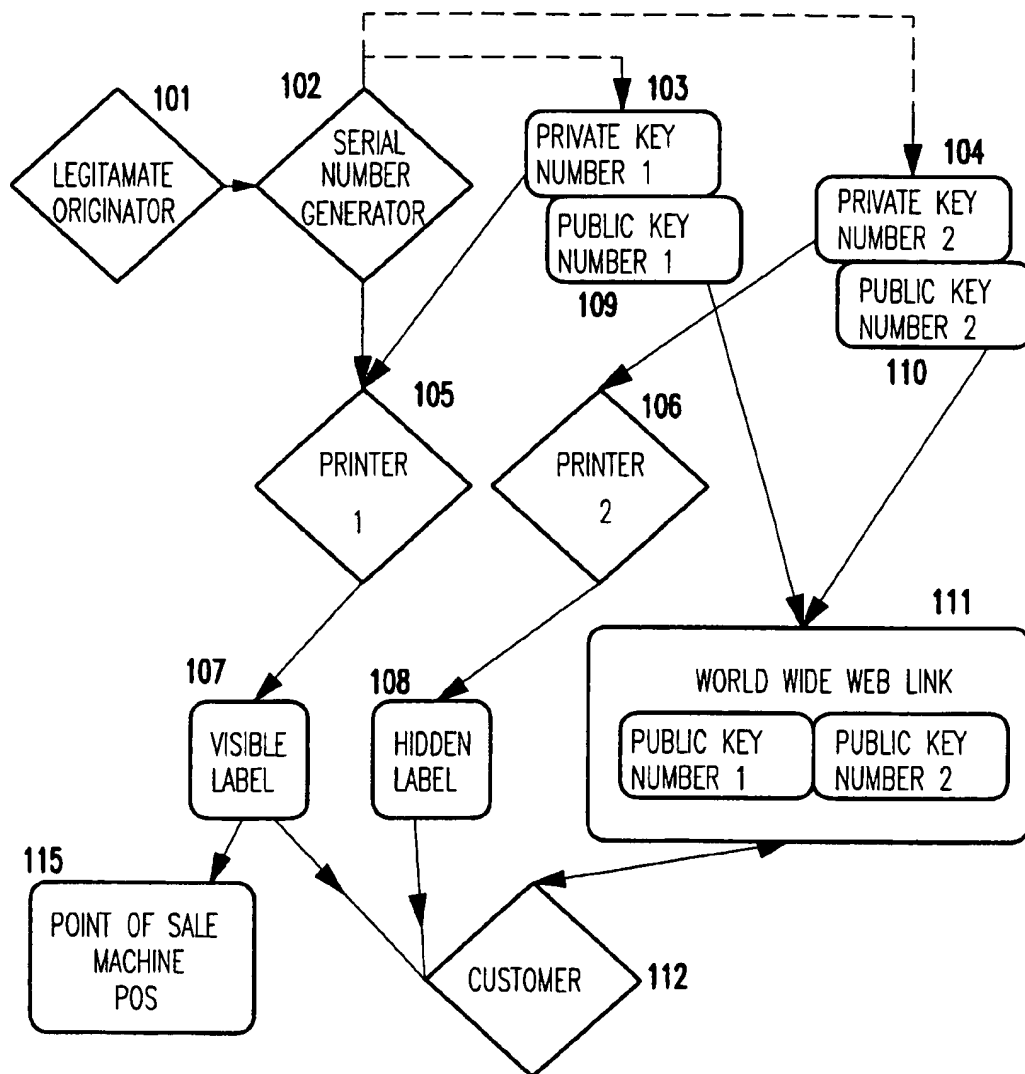 101
102
103
104
LEGITAMATE
ORIGINATOR
SERIAL
NUMBER
GENERATOR
PRIVATE KEY
NUMBER 1
PUBLIC KEY
NUMBER 1
109
PRIVATE KEY
NUMBER 2
PUBLIC KEY
NUMBER 2
110
105
PRINTER
1
106
PRINTER
2
111
WORLD WIDE WEB LINK
PUBLIC KEY
NUMBER 1
PUBLIC KEY
NUMBER 2
107
VISIBLE
LABEL
108
HIDDEN
LABEL
115
POINT OF SALE
MACHINE
POS
CUSTOMER
112